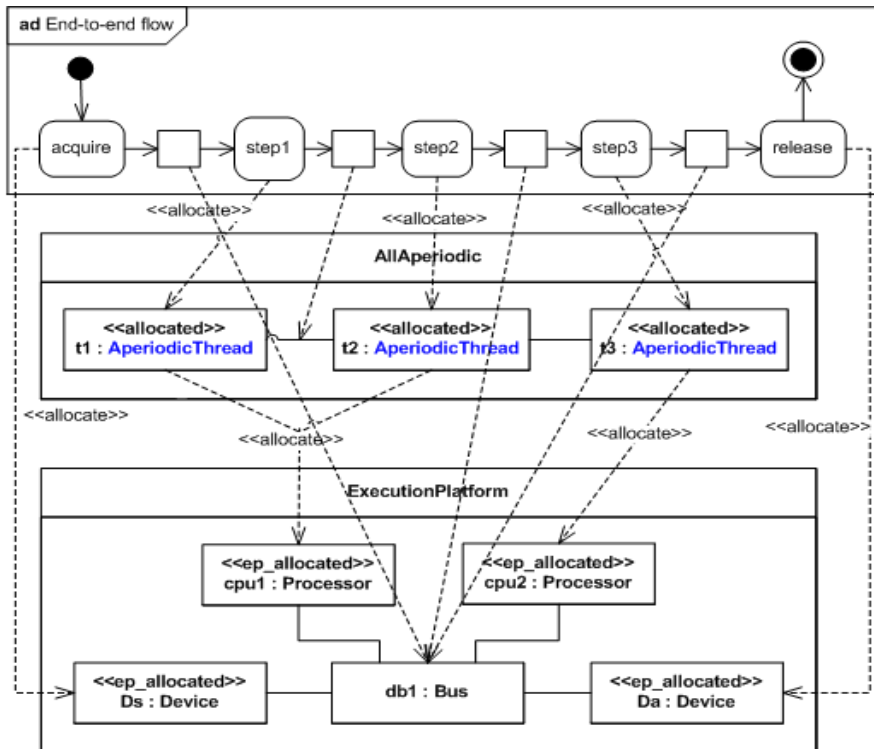 ad End-to-end flow
acquire
step1
step2
step3
release
<<allocate>>
<<allocate>>
<<allocate>>
AllAperiodic
<<allocated>>
t1 : AperiodicThread
<<allocated>>
t2 : AperiodicThread
<<allocated>>
t3 : AperiodicThread
<<allocate>>
<<allocate>>
<<allocate>>
<<allocate>>
ExecutionPlatform
<<ep_allocated>>
cpu1 : Processor
<<ep_allocated>>
cpu2 : Processor
<<ep_allocated>>
Ds : Device
db1 : Bus
<<ep_allocated>>
Da : Device